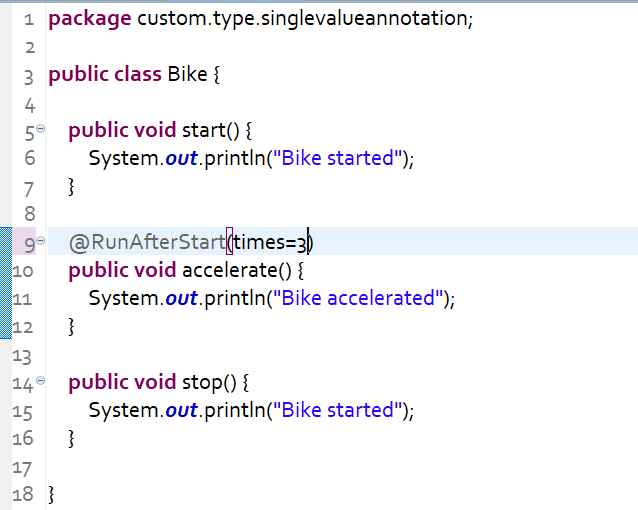 1 package custom.type.singlevalueannotation;
2
3 public class Bike {
4
5 public void start() {
6 System.out.println("Bike started");
7 }
8
9 @RunAfterStart(times=3)
10 public void accelerate() {
11 System.out.println("Bike accelerated");
12 }
13
14 public void stop() {
15 System.out.println("Bike started");
16 }
17
18 }